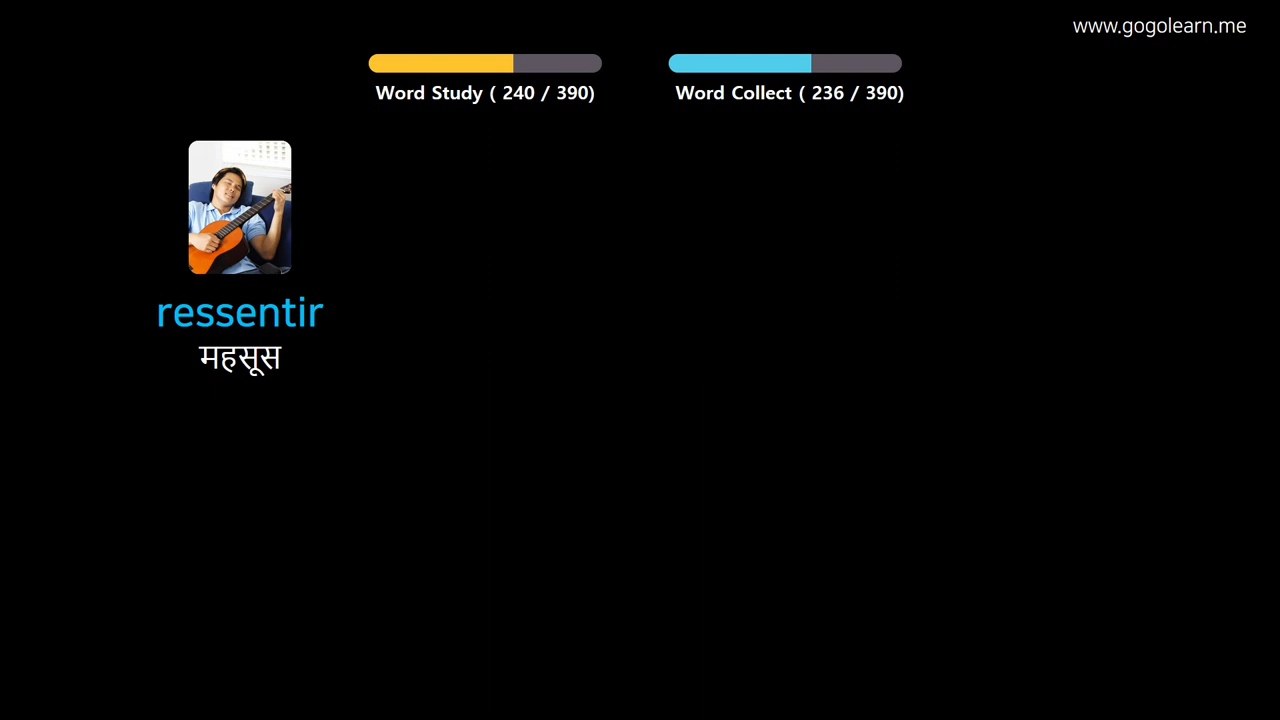 www.gogolearn.me
Word Study ( 240 / 390)
Word Collect ( 236 / 390)
ressentir
महसूस